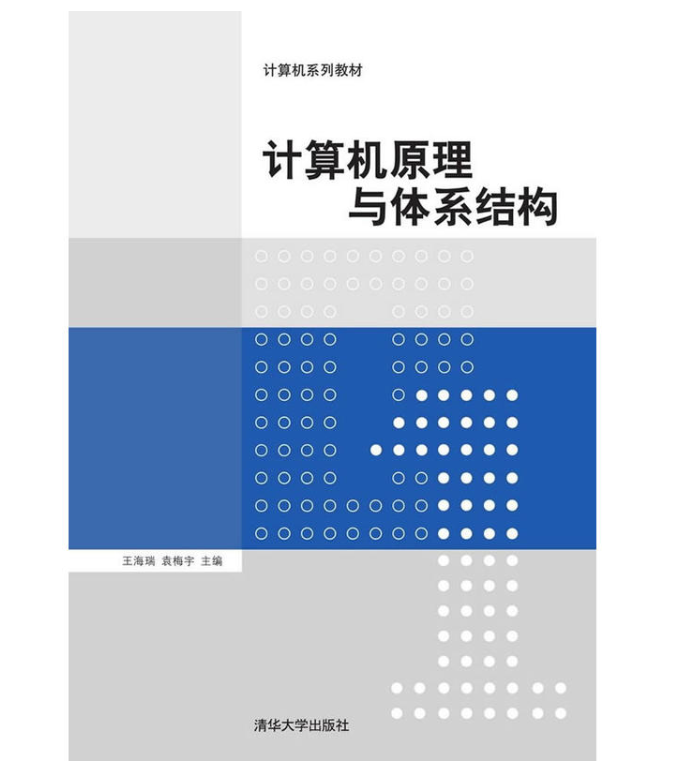 计算机系列教材
计算机原理
与体系结构
王海瑞 袁梅宇 主编
清华大学出版社